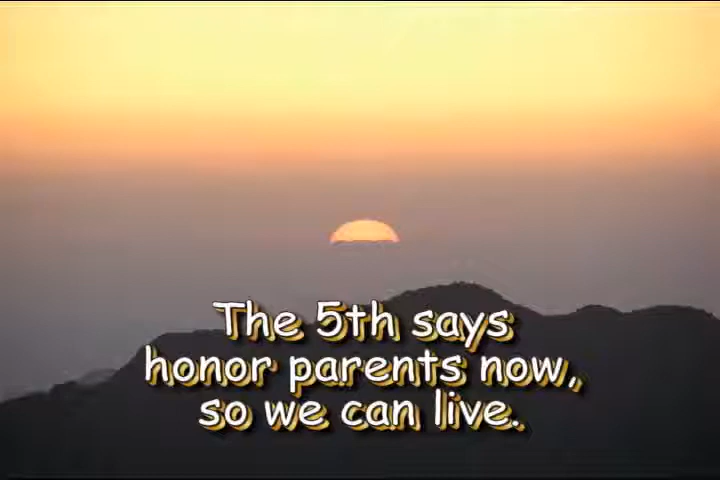 The 5th says
honor parents now,
so we can live.